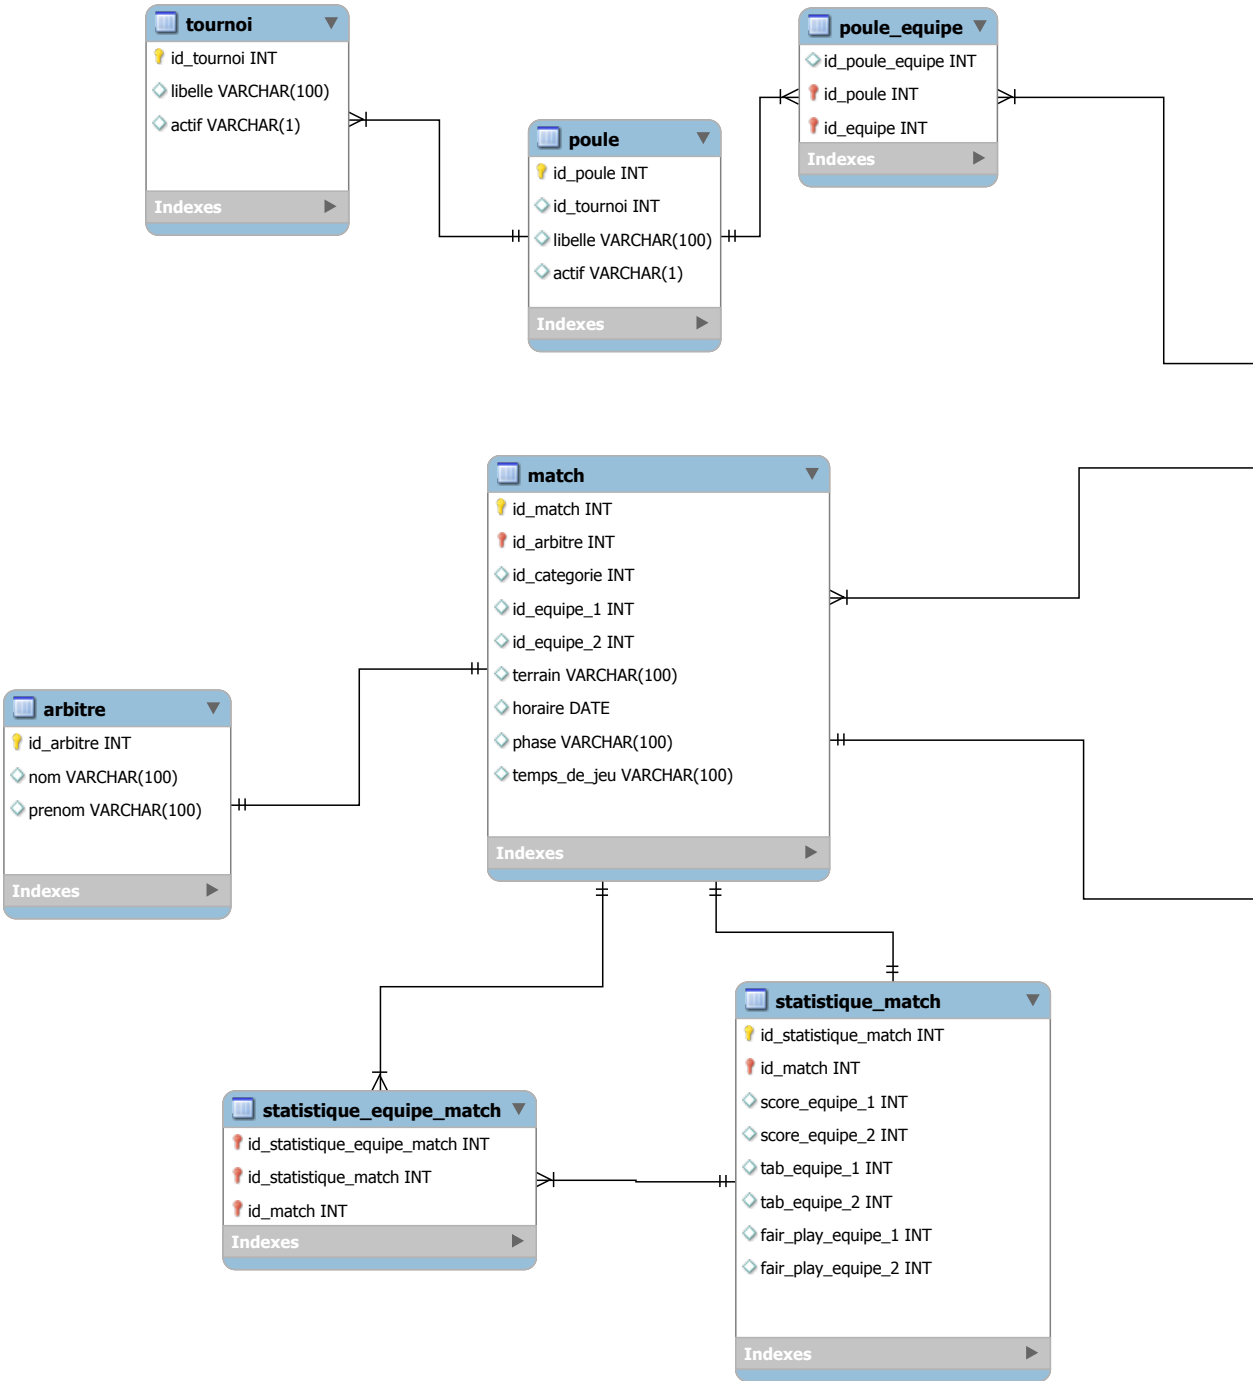 tournoi
id_tournoi INT
libelle VARCHAR(100)
actif VARCHAR(1)
Indexes
poule_equipe
id_poule_equipe INT
id_poule INT
id_equipe INT
Indexes
poule
id_poule INT
id_tournoi INT
libelle VARCHAR(100)
actif VARCHAR(1)
Indexes
match
id_match INT
id_arbitre INT
id_categorie INT
id_equipe_1 INT
id_equipe_2 INT
terrain VARCHAR(100)
horaire DATE
phase VARCHAR(100)
temps_de_jeu VARCHAR(100)
Indexes
arbitre
id_arbitre INT
nom VARCHAR(100)
prenom VARCHAR(100)
Indexes
statistique_match
id_statistique_match INT
id_match INT
score_equipe_1 INT
score_equipe_2 INT
tab_equipe_1 INT
tab_equipe_2 INT
fair_play_equipe_1 INT
fair_play_equipe_2 INT
Indexes
statistique_equipe_match
id_statistique_equipe_match INT
id_statistique_match INT
id_match INT
Indexes